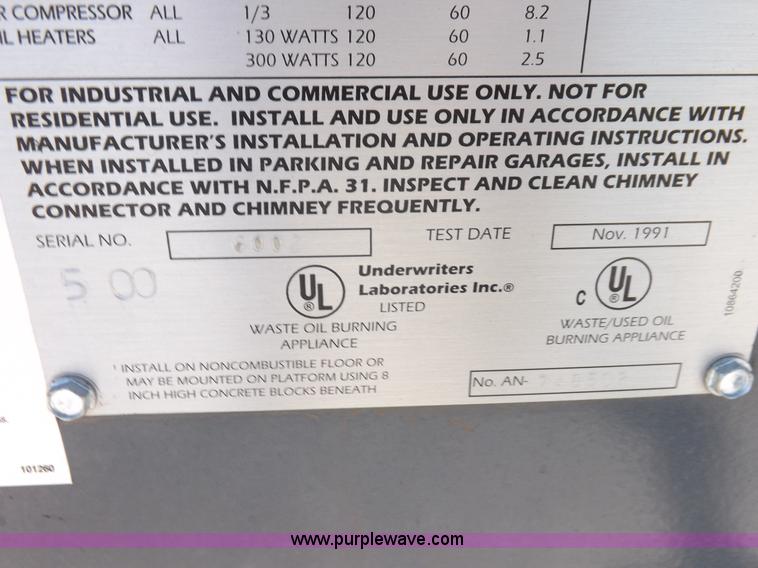 R COMPRESSOR ALL 1/3 120 60 8.2
IL HEATERS ALL 130 WATTS 120 60 1.1
300 WATTS 120 60 2.5
FOR INDUSTRIAL AND COMMERCIAL USE ONLY. NOT FOR
RESIDENTIAL USE. INSTALL AND USE ONLY IN ACCORDANCE WITH
MANUFACTURER'S INSTALLATION AND OPERATING INSTRUCTIONS.
WHEN INSTALLED IN PARKING AND REPAIR GARAGES, INSTALL IN
ACCORDANCE WITH N.F.P.A. 31. INSPECT AND CLEAN CHIMNEY
CONNECTOR AND CHIMNEY FREQUENTLY.
SERIAL NO. TEST DATE Nov. 1991
5 00
UL Underwriters
Laboratories Inc.®
LISTED
WASTE OIL BURNING
APPLIANCE
C UL
WASTE/USED OIL
BURNING APPLIANCE
10864200
¹ INSTALL ON NONCOMBUSTIBLE FLOOR OR
MAY BE MOUNTED ON PLATFORM USING 8
INCH HIGH CONCRETE BLOCKS BENEATH
No. AN-
101260
www.purplewave.com